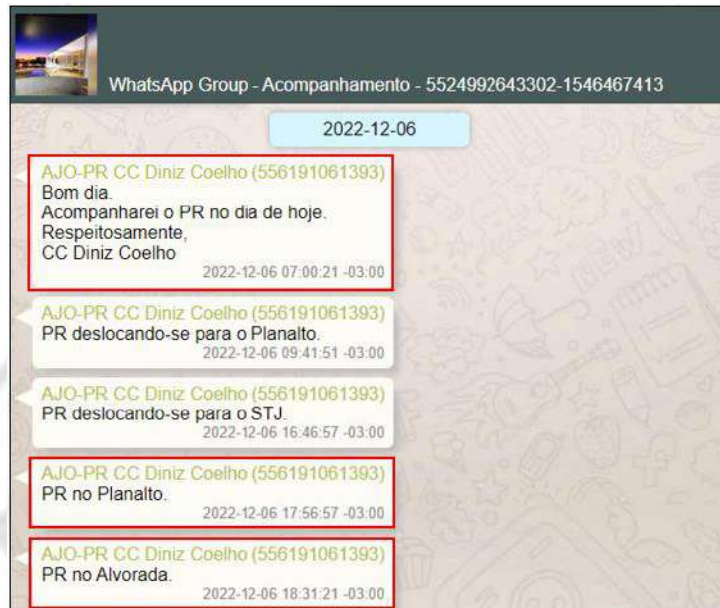 WhatsApp Group - Acompanhamento - 5524992643302-1546467413
2022-12-06
AJO-PR CC Diniz Coelho (556191061393)
Bom dia.
Acompanharei o PR no dia de hoje.
Respeitosamente,
CC Diniz Coelho
2022-12-06 07:00:21 -03:00
AJO-PR CC Diniz Coelho (556191061393)
PR deslocando-se para o Planalto.
2022-12-06 09:41:51 -03:00
AJO-PR CC Diniz Coelho (556191061393)
PR deslocando-se para o STJ.
2022-12-06 16:46:57 -03:00
AJO-PR CC Diniz Coelho (556191061393)
PR no Planalto.
2022-12-06 17:56:57 -03:00
AJO-PR CC Diniz Coelho (556191061393)
PR no Alvorada.
2022-12-06 18:31:21 -03:00